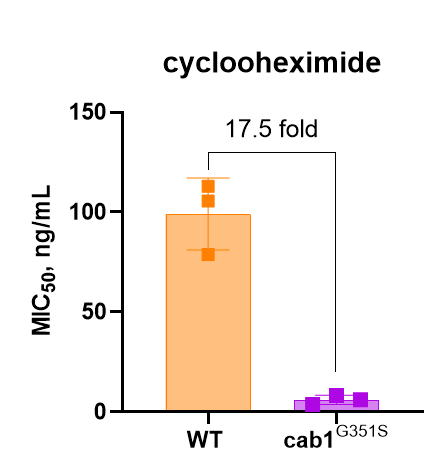 cyclooheximide
17.5 fold
150
100
50
0
MIC50, ng/mL
WT
cab1G351S